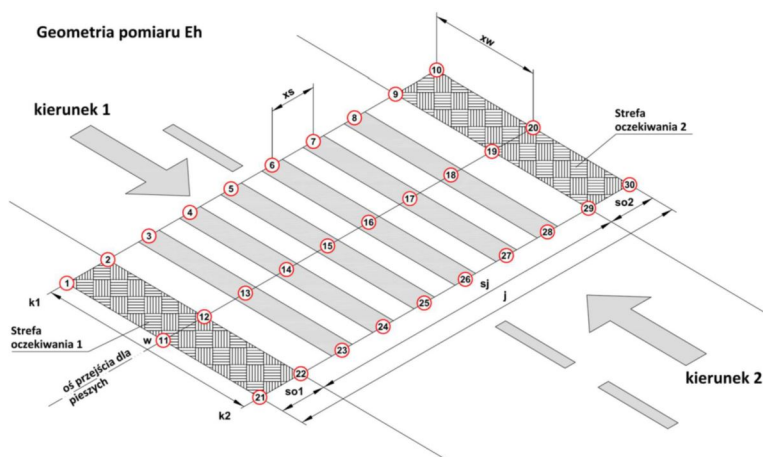 Geometria pomiaru Eh
kierunek 1
xw
xs
10
9
8
7
6
5
4
3
2
1
20
19
18
17
16
15
14
13
12
11
30
29
28
27
26
25
24
23
22
21
Strefa
oczekiwania 2
so2
sj
j
k1
Strefa
oczekiwania 1
w
oś przejścia dla
pieszych
k2
so1
kierunek 2